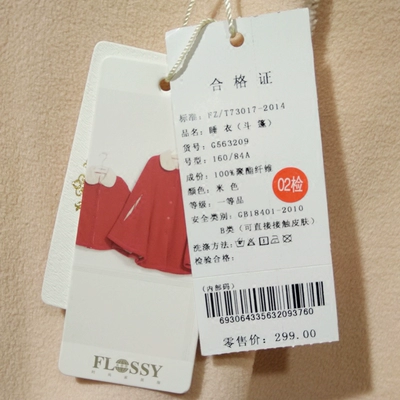 合格证
标准: FZ/T73017-2014
品名: 睡 衣 (斗 篷)
货号: G563209
号型: 160/84A
成份: 100%聚酯纤维
颜色: 米 色
等级: 一等品
安全类别: GB18401-2010
B类 (可直接接触皮肤)
洗涤方法:
检验合格:
02检
(内部码)
6930643356320937​60
零售价: 299.00
FLOSSY